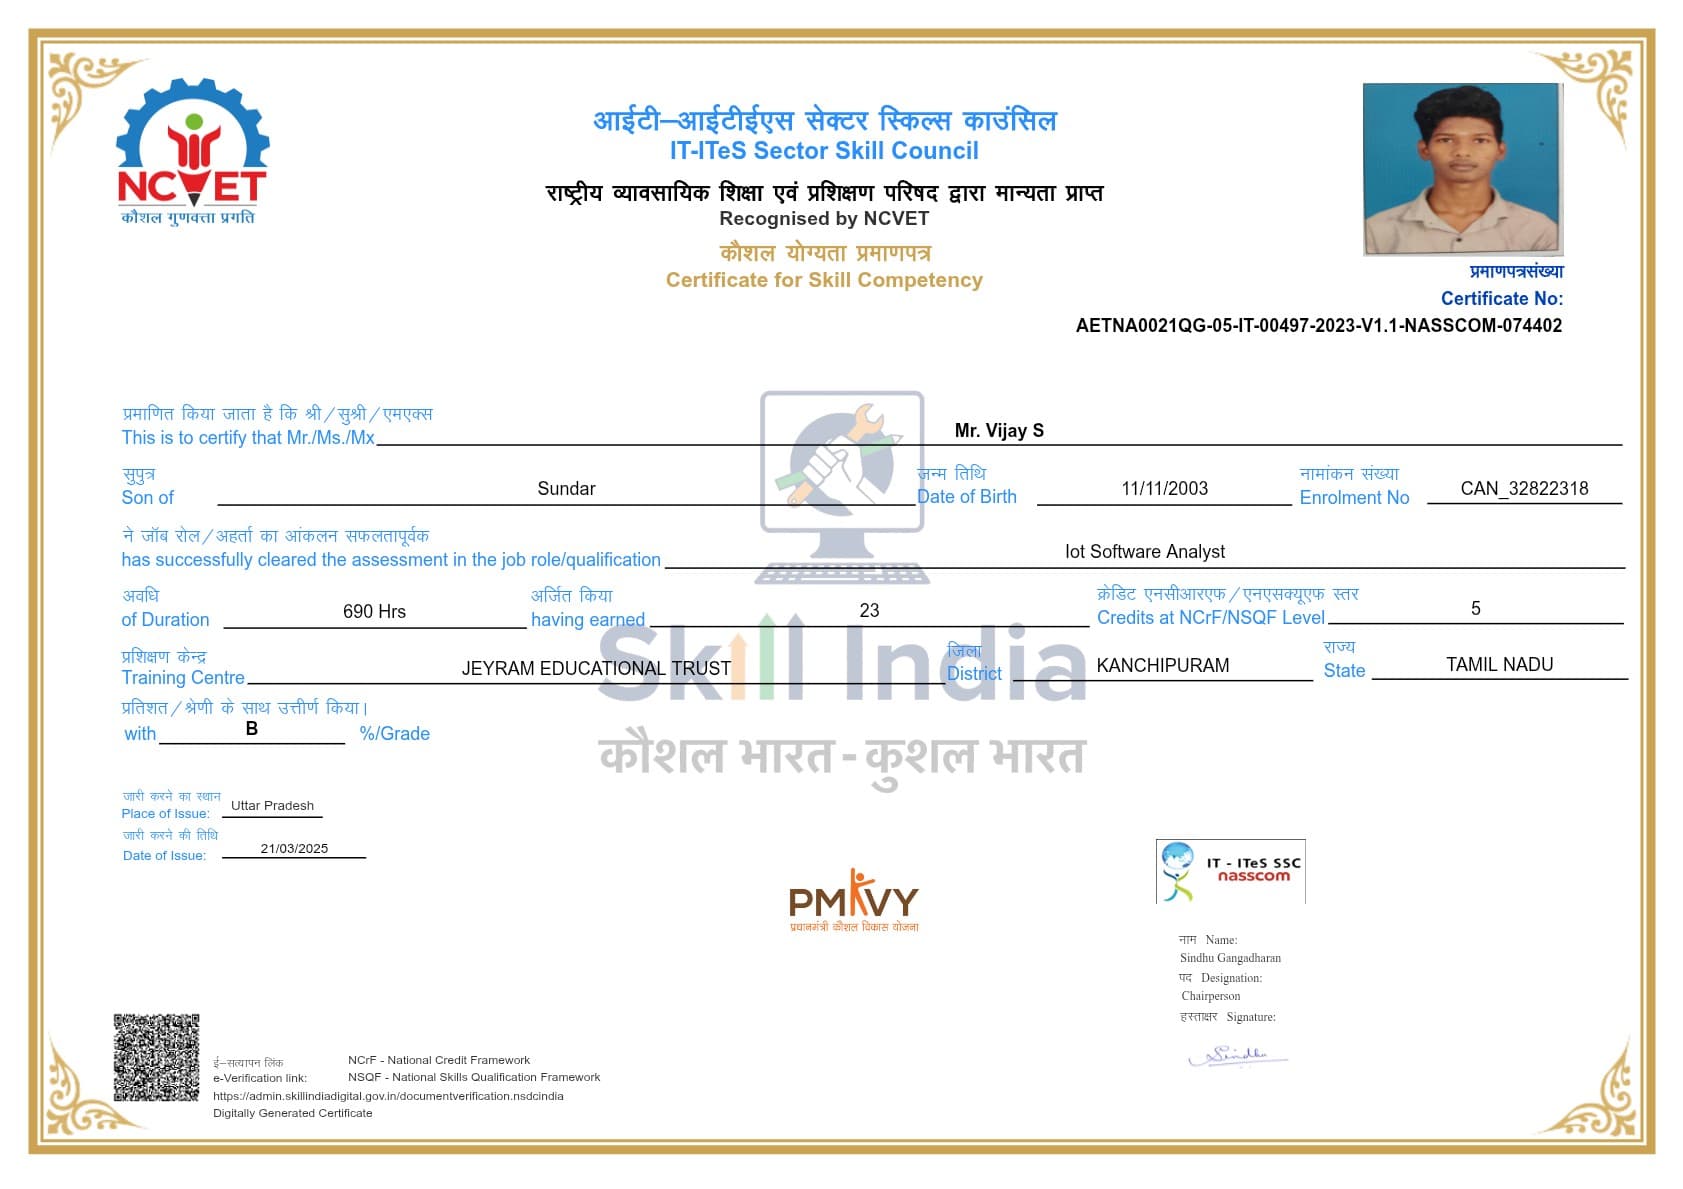 NCVET
कौशल गुणवत्ता प्रगति
आईटी–आईटीईएस सेक्टर स्किल्स काउंसिल
IT-ITeS Sector Skill Council
राष्ट्रीय व्यावसायिक शिक्षा एवं प्रशिक्षण परिषद द्वारा मान्यता प्राप्त
Recognised by NCVET
कौशल योग्यता प्रमाणपत्र
Certificate for Skill Competency
प्रमाणपत्रसंख्या
Certificate No:
AETNA0021QG-05-IT-00497-2023-V1.1-NASSCOM-074402
प्रमाणित किया जाता है कि श्री/सुश्री/एमएक्स
This is to certify that Mr./Ms./Mx Mr. Vijay S
सुपुत्र जन्म तिथि नामांकन संख्या
Son of Sundar Date of Birth 11/11/2003 Enrolment No CAN_32822318
ने जॉब रोल/अहर्ता का आंकलन सफलतापूर्वक
has successfully cleared the assessment in the job role/qualification Iot Software Analyst
अवधि अर्जित किया क्रेडिट एनसीआरएफ/एनएसक्यूएफ स्तर
of Duration 690 Hrs having earned 23 Credits at NCrF/NSQF Level 5
प्रशिक्षण केन्द्र जिला राज्य
Training Centre JEYRAM EDUCATIONAL TRUST District KANCHIPURAM State TAMIL NADU
प्रतिशत/श्रेणी के साथ उत्तीर्ण किया।
with B %/Grade
Skill India
कौशल भारत - कुशल भारत
जारी करने का स्थान
Place of Issue: Uttar Pradesh
जारी करने की तिथि
Date of Issue: 21/03/2025
PMKVY
प्रधानमंत्री कौशल विकास योजना
IT - ITeS SSC
nasscom
नाम Name:
Sindhu Gangadharan
पद Designation:
Chairperson
हस्ताक्षर Signature:
Sindhu
ई–सत्यापन लिंक NCrF - National Credit Framework
e-Verification link: NSQF - National Skills Qualification Framework
https://admin.skillindiadigital.gov.in/documentverification.nsdcindia
Digitally Generated Certificate